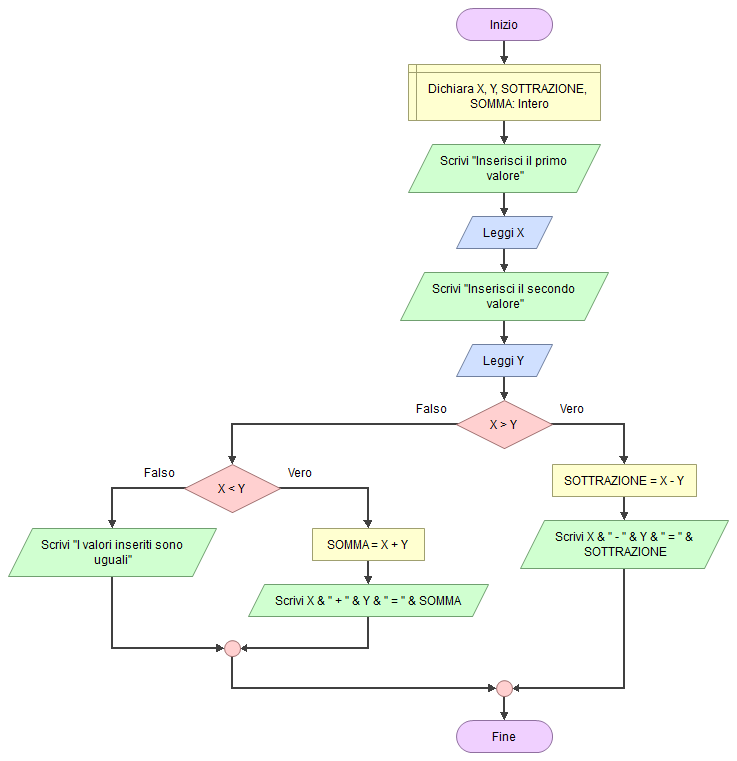 Inizio
Dichiara X, Y, SOTTRAZIONE,
SOMMA: Intero
Scrivi "Inserisci il primo
valore"
Leggi X
Scrivi "Inserisci il secondo
valore"
Leggi Y
Falso
Vero
X > Y
Falso
Vero
X < Y
SOTTRAZIONE = X - Y
Scrivi "I valori inseriti sono
uguali"
SOMMA = X + Y
Scrivi X & " - " & Y & " = " &
SOTTRAZIONE
Scrivi X & " + " & Y & " = " & SOMMA
Fine